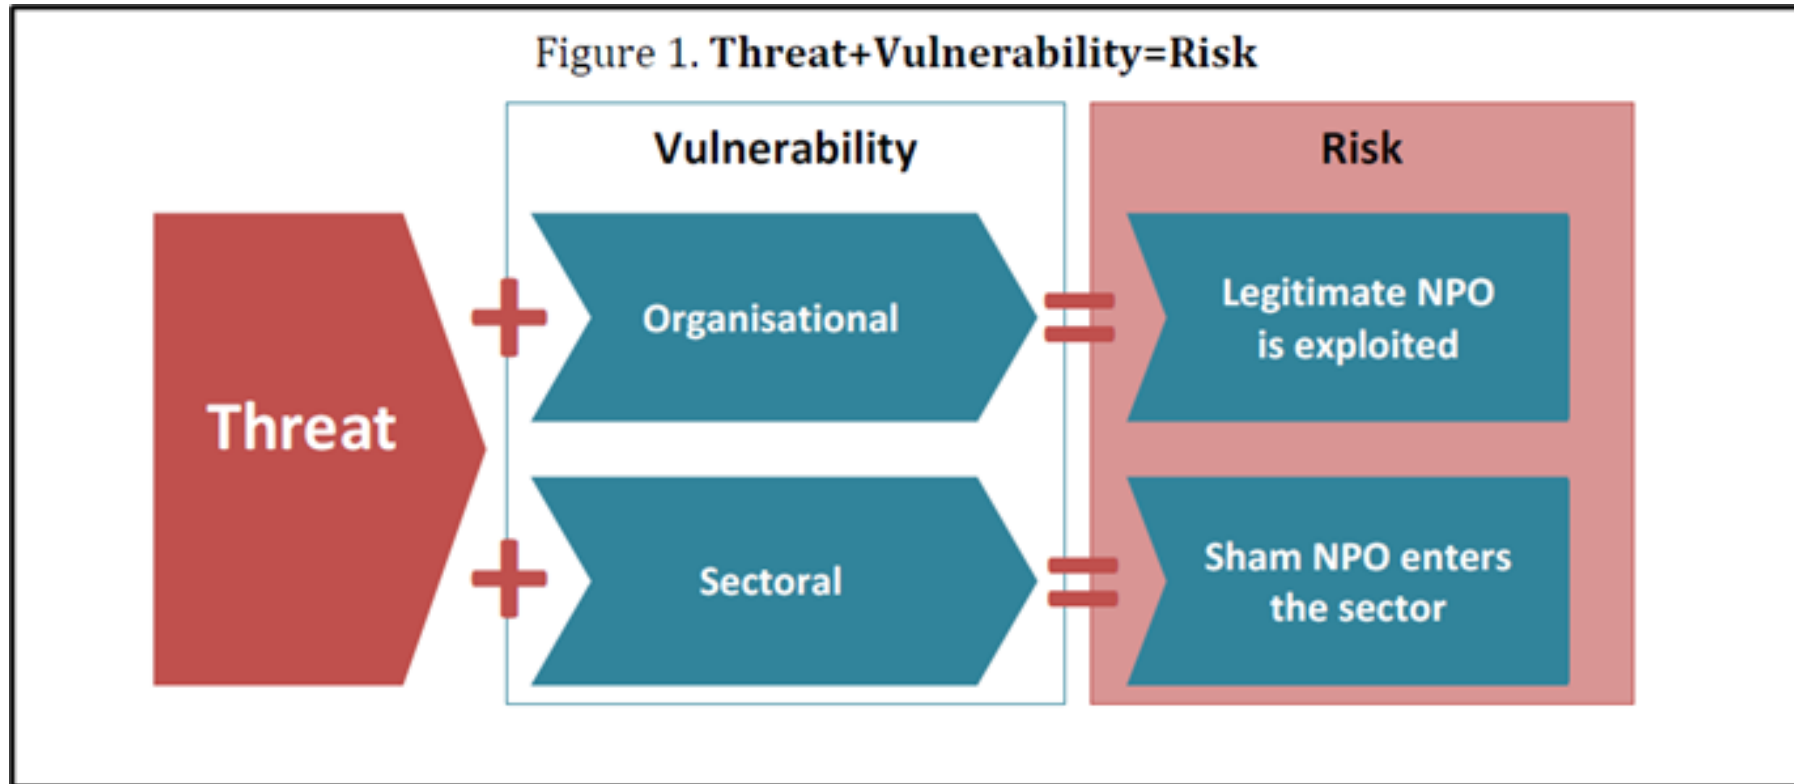 Figure 1. Threat+Vulnerability=Risk
Vulnerability
Risk
Threat
+
Organisational
=
Legitimate NPO
is exploited
+
Sectoral
=
Sham NPO enters
the sector